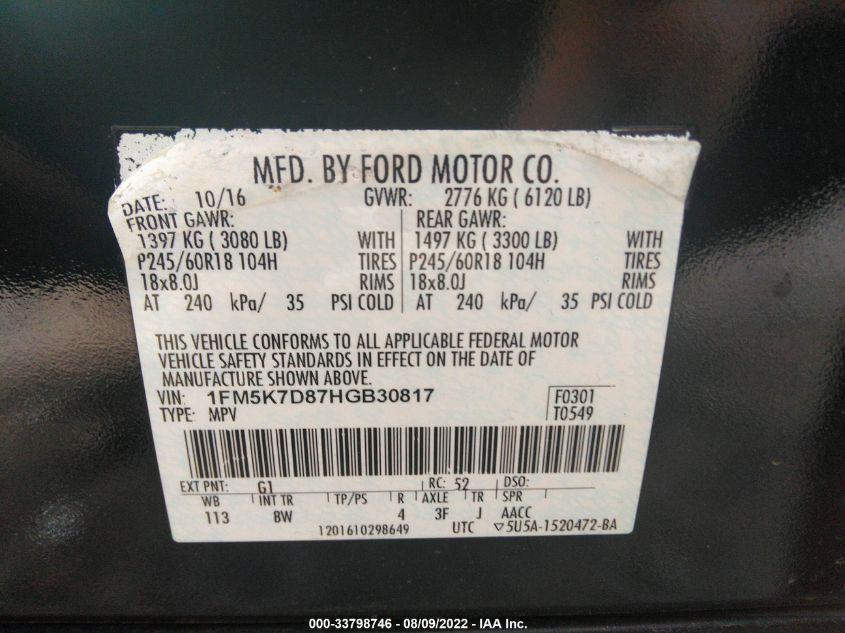 MFD. BY FORD MOTOR CO.
DATE: 10/16 GVWR: 2776 KG ( 6120 LB)
FRONT GAWR: REAR GAWR:
1397 KG ( 3080 LB) WITH 1497 KG ( 3300 LB) WITH
P245/60R18 104H TIRES P245/60R18 104H TIRES
18x8.0J RIMS 18x8.0J RIMS
AT 240 kPa/ 35 PSI COLD AT 240 kPa/ 35 PSI COLD
THIS VEHICLE CONFORMS TO ALL APPLICABLE FEDERAL MOTOR
VEHICLE SAFETY STANDARDS IN EFFECT ON THE DATE OF
MANUFACTURE SHOWN ABOVE.
VIN: 1FM5K7D87HGB30817 F0301
TYPE: MPV T0549
EXT PNT: G1 RC: 52 DSO:
WB INT TR TP/PS R AXLE TR SPR
113 BW 4 3F J AACC
1201610298649 UTC ▽5U5A-1520472-BA
000-33798746 - 08/09/2022 - IAA Inc.